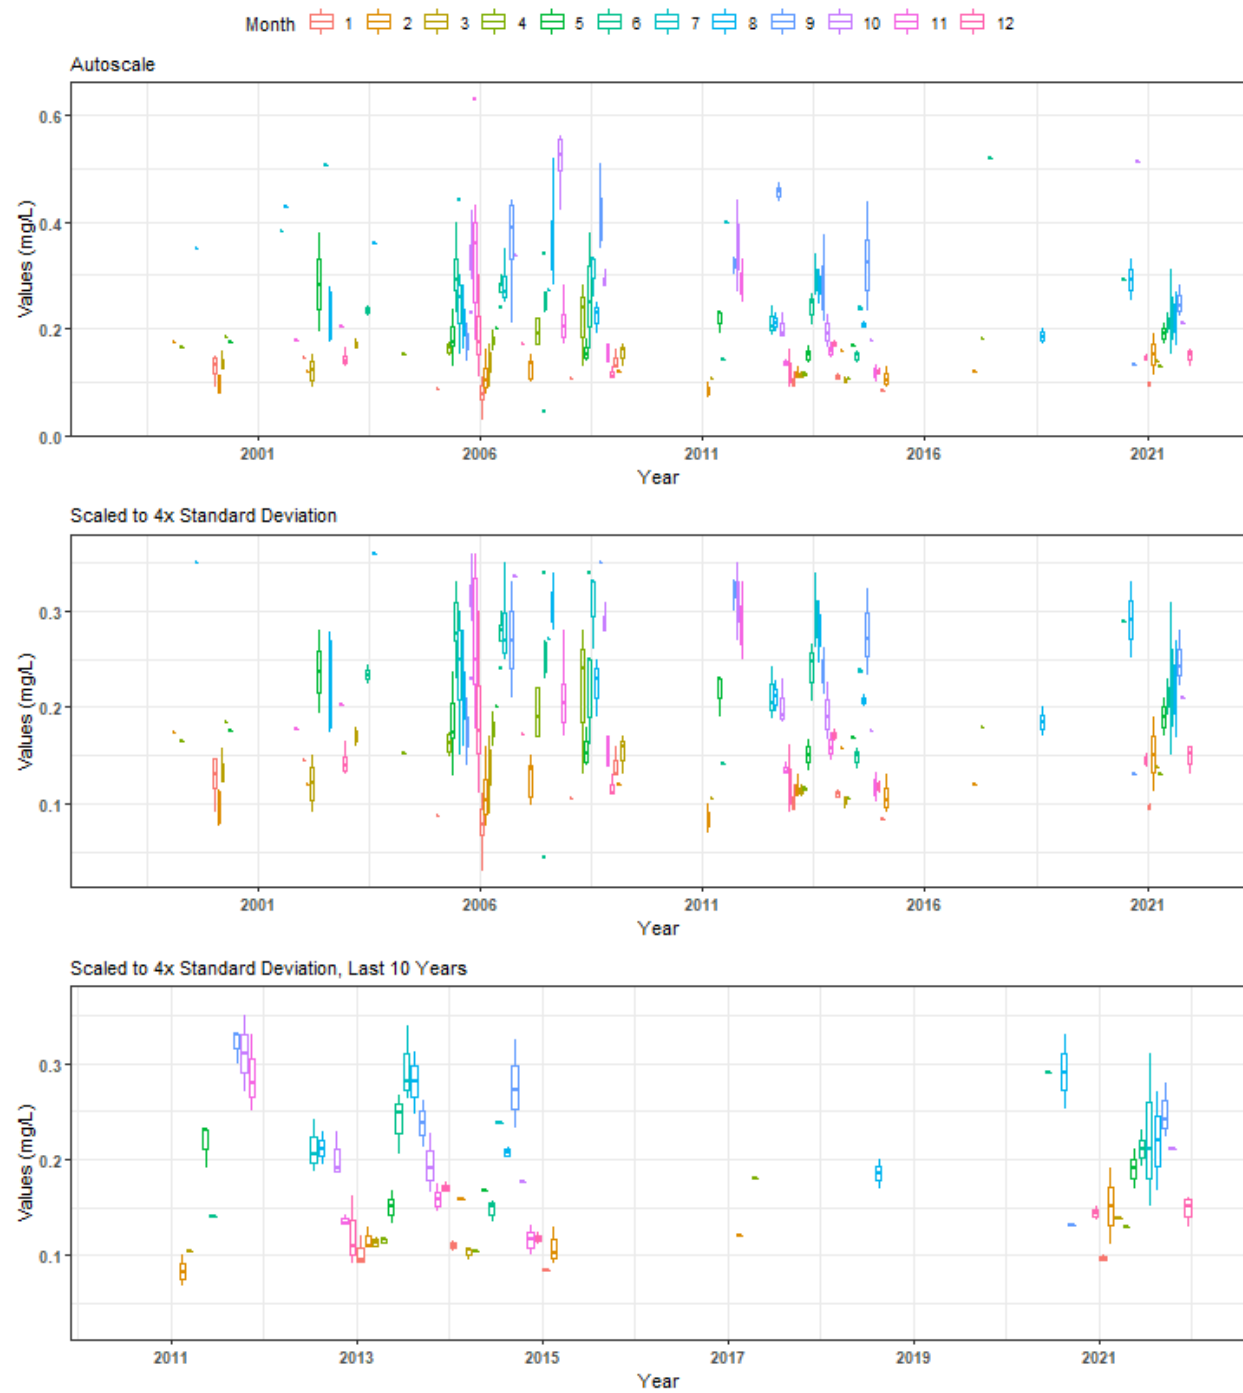 Month 1 2 3 4 5 6 7 8 9 10 11 12
Autoscale
Values (mg/L)
0.6
0.4
0.2
0.0
2001 2006 2011 2016 2021
Year
Scaled to 4x Standard Deviation
Values (mg/L)
0.3
0.2
0.1
2001 2006 2011 2016 2021
Year
Scaled to 4x Standard Deviation, Last 10 Years
Values (mg/L)
0.3
0.2
0.1
2011 2013 2015 2017 2019 2021
Year